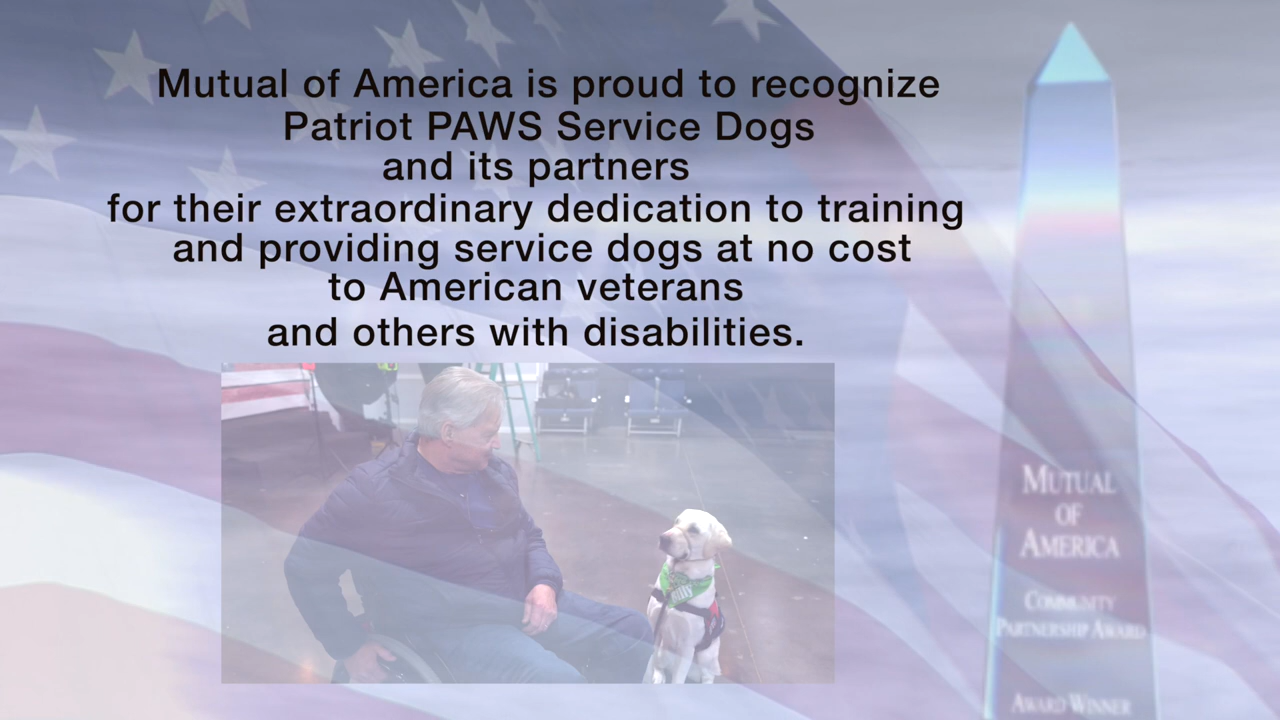 Mutual of America is proud to recognize
Patriot PAWS Service Dogs
and its partners
for their extraordinary dedication to training
and providing service dogs at no cost
to American veterans
and others with disabilities.
MUTUAL
OF
AMERICA
COMMUNITY
PARTNERSHIP AWARD
AWARD WINNER